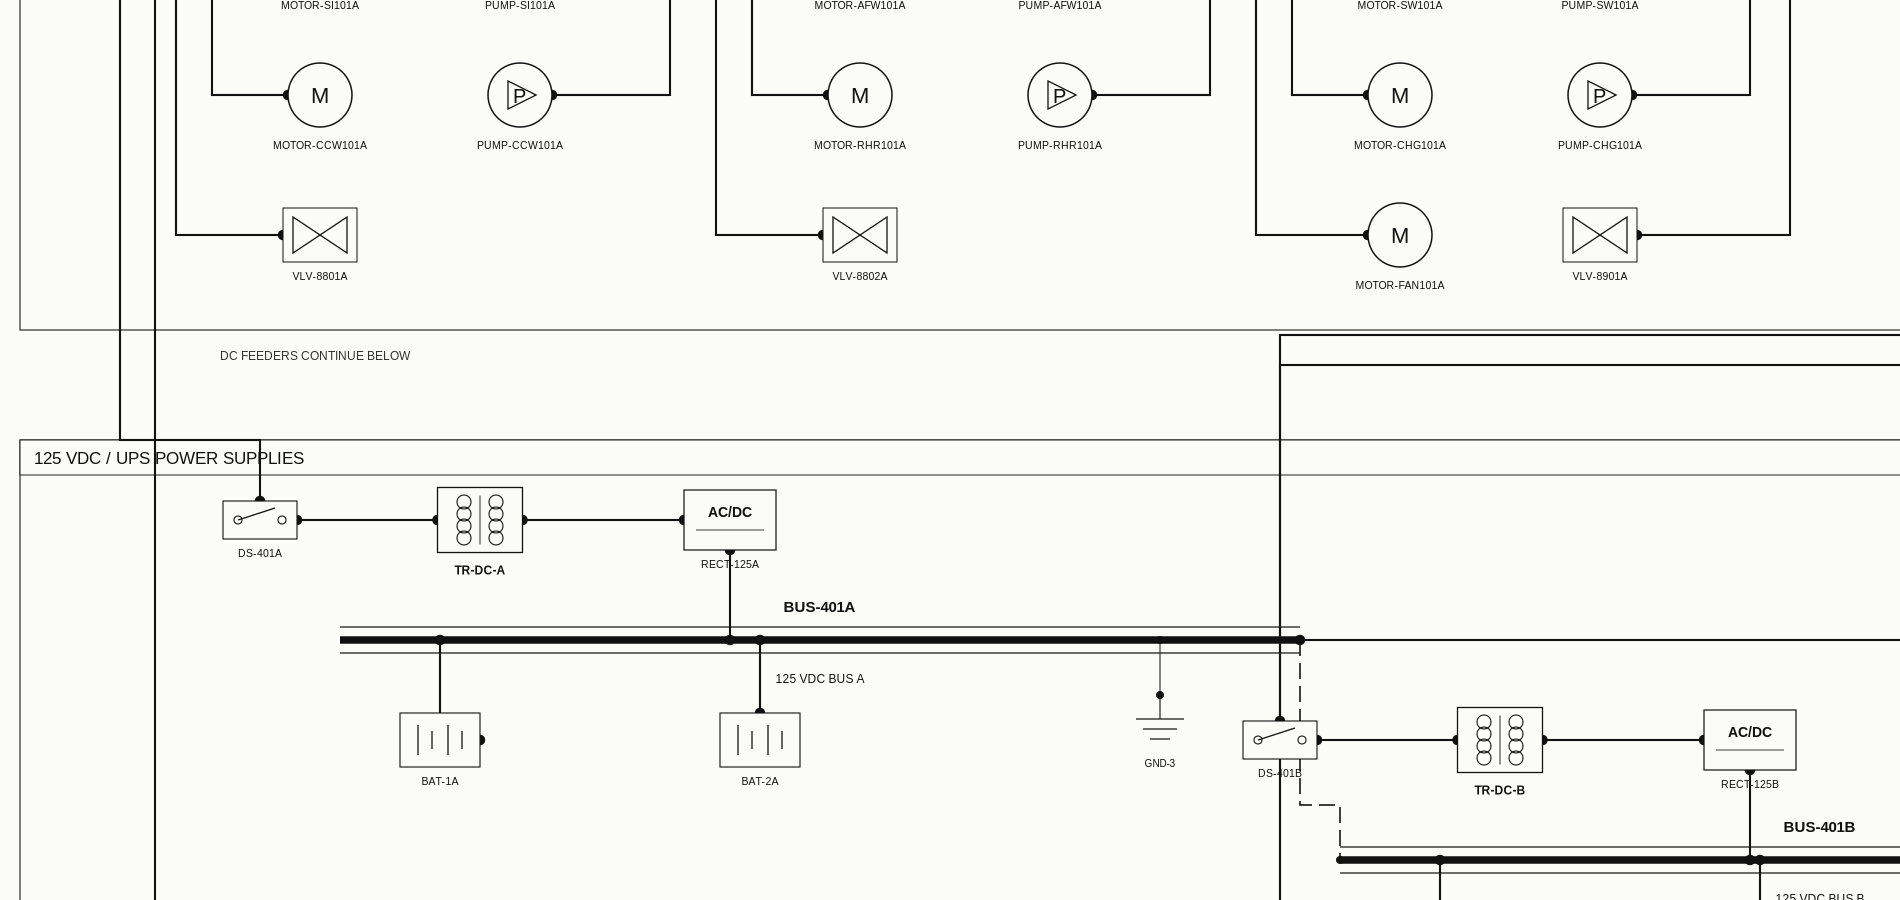 MOTOR-SI101A
PUMP-SI101A
MOTOR-AFW101A
PUMP-AFW101A
MOTOR-SW101A
PUMP-SW101A
M
P
M
P
M
P
MOTOR-CCW101A
PUMP-CCW101A
MOTOR-RHR101A
PUMP-RHR101A
MOTOR-CHG101A
PUMP-CHG101A
M
VLV-8801A
VLV-8802A
MOTOR-FAN101A
VLV-8901A
DC FEEDERS CONTINUE BELOW
125 VDC / UPS POWER SUPPLIES
AC/DC
DS-401A
TR-DC-A
RECT-125A
BUS-401A
125 VDC BUS A
BAT-1A
BAT-2A
GND-3
DS-401B
AC/DC
TR-DC-B
RECT-125B
BUS-401B
125 VDC BUS B